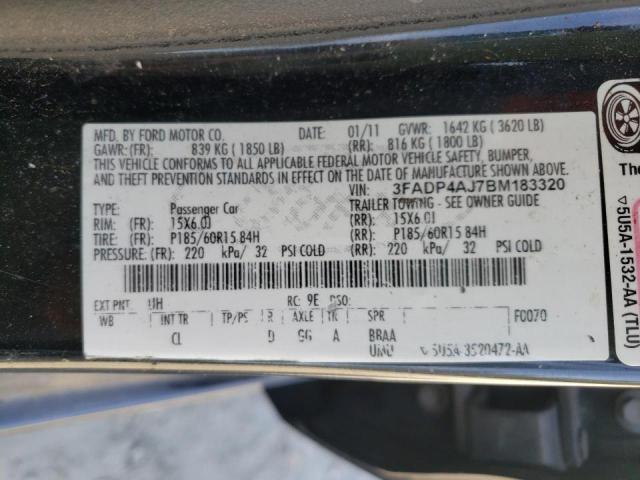 MFD. BY FORD MOTOR CO. DATE: 01/11 GVWR: 1642 KG ( 3620 LB)
GAWR: (FR): 839 KG ( 1850 LB) (RR): 816 KG ( 1800 LB)
THIS VEHICLE CONFORMS TO ALL APPLICABLE FEDERAL MOTOR VEHICLE SAFETY, BUMPER,
AND THEFT PREVENTION STANDARDS IN EFFECT ON THE DATE OF MANUFACTURE SHOWN ABOVE.
VIN: 3FADP4AJ7BM183320
TYPE: Passenger Car TRAILER TOWING - SEE OWNER GUIDE
RIM: (FR): 15X6.0J (RR): 15X6.0J
TIRE: (FR): P185/60R15 84H (RR): P185/60R15 84H
PRESSURE: (FR): 220 kPa/ 32 PSI COLD (RR): 220 kPa/ 32 PSI COLD
EXT PNT: UH RC: 9E DSO: F0070
WB INT TR TP/PS R AXLE TR SPR
CL D A BRAA
5U5A-3520472-AA
The
▽5U5A-1532-AA (TLU)